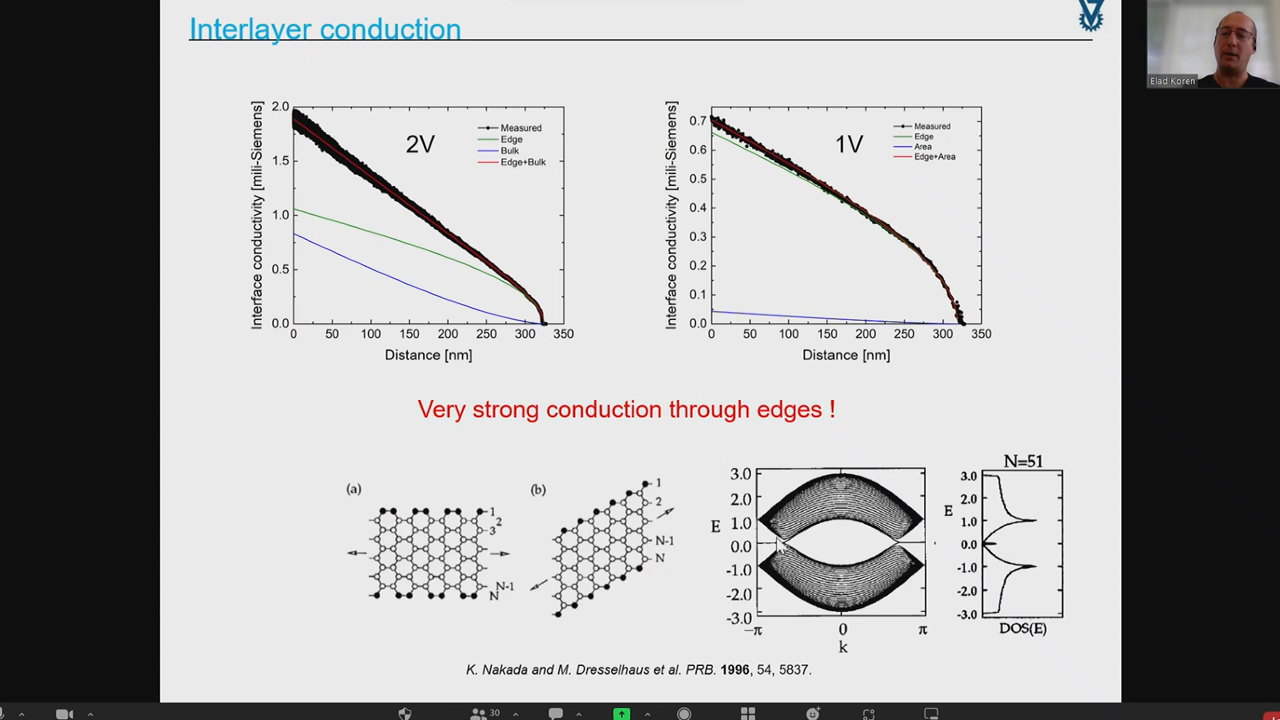 Interlayer conduction
Elad Koren
2.0
1.5
1.0
0.5
0.0
Interface conductivity [mili-Siemens]
2V
Measured
Edge
Bulk
Edge+Bulk
0 50 100 150 200 250 300 350
Distance [nm]
0.7
0.6
0.5
0.4
0.3
0.2
0.1
0.0
Interface conductivity [mili-Siemens]
1V
Measured
Edge
Area
Edge+Area
0 50 100 150 200 250 300 350
Distance [nm]
Very strong conduction through edges !
(a)
1
2
3
N-1
N
(b)
1
2
N-1
N
E
3.0
2.0
1.0
0.0
-1.0
-2.0
-3.0
−π 0 π
k
N=51
E
3.0
2.0
1.0
0.0
-1.0
-2.0
-3.0
DOS(E)
K. Nakada and M. Dresselhaus et al. PRB. 1996, 54, 5837.
30